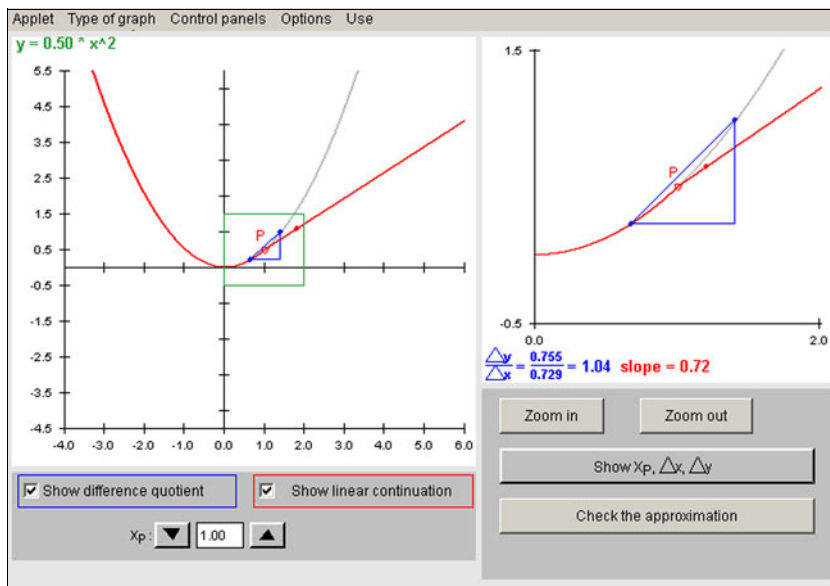 Applet Type of graph Control panels Options Use
y = 0.50 * x^2
5.5
4.5
3.5
2.5
1.5
0.5
-0.5
-1.5
-2.5
-3.5
-4.5
-4.0 -3.0 -2.0 -1.0 0.0 1.0 2.0 3.0 4.0 5.0 6.0
P
1.5
P
-0.5
0.0 2.0
△y/△x = 0.755/0.729 = 1.04 slope = 0.72
Zoom in Zoom out
Show XP, △x, △y
Check the approximation
Show difference quotient Show linear continuation
XP : 1.00